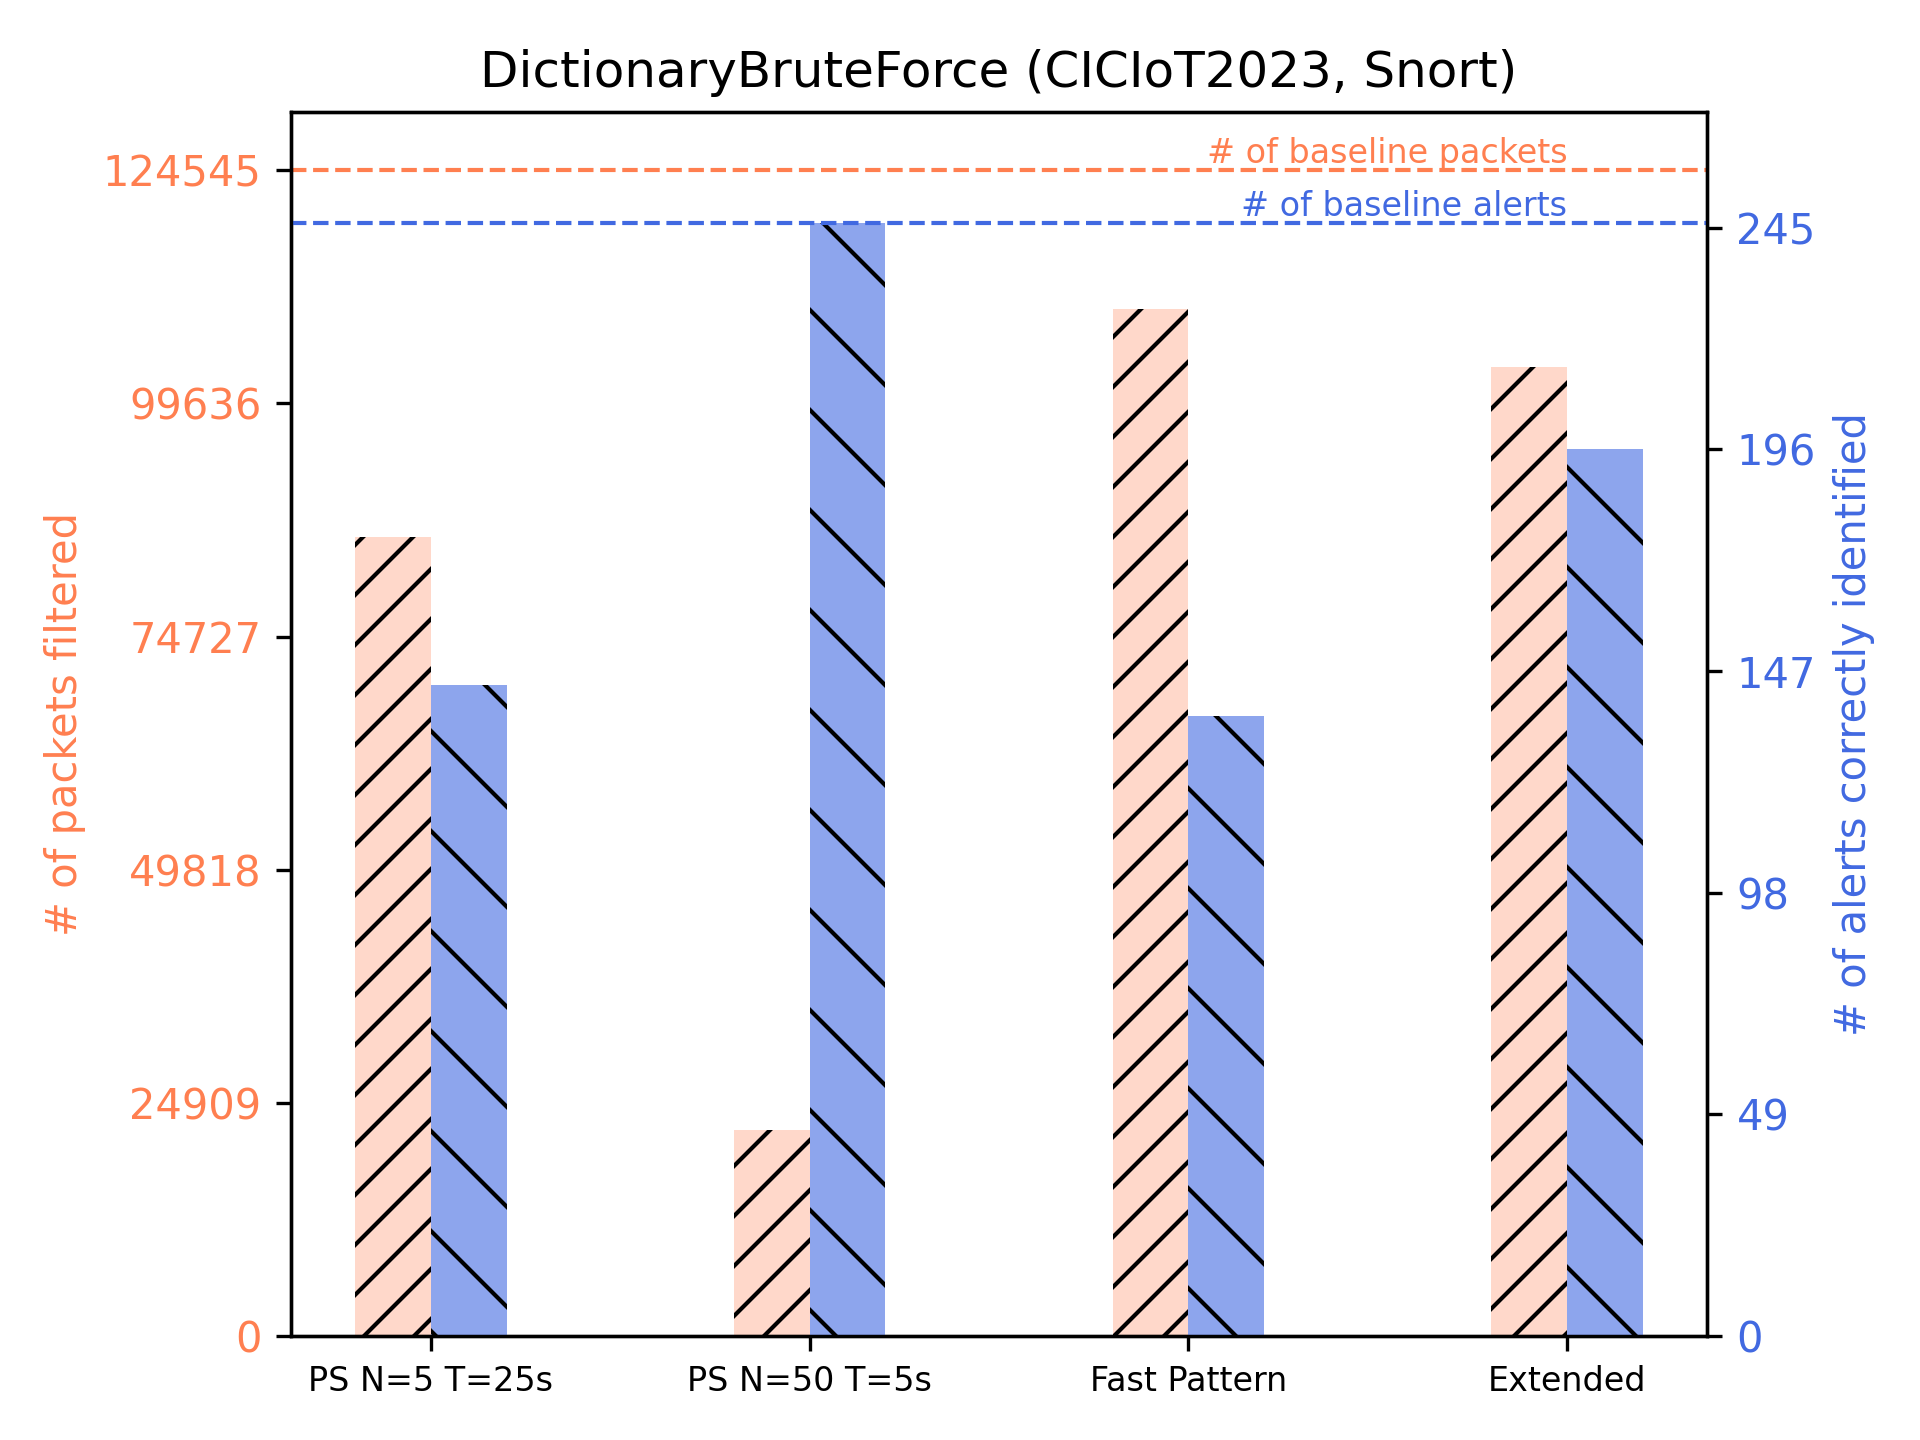 DictionaryBruteForce (CICIoT2023, Snort)
# of baseline packets
# of baseline alerts
# of packets filtered
124545
99636
74727
49818
24909
0
245
196
147
98
49
0
# of alerts correctly identified
PS N=5 T=25s
PS N=50 T=5s
Fast Pattern
Extended